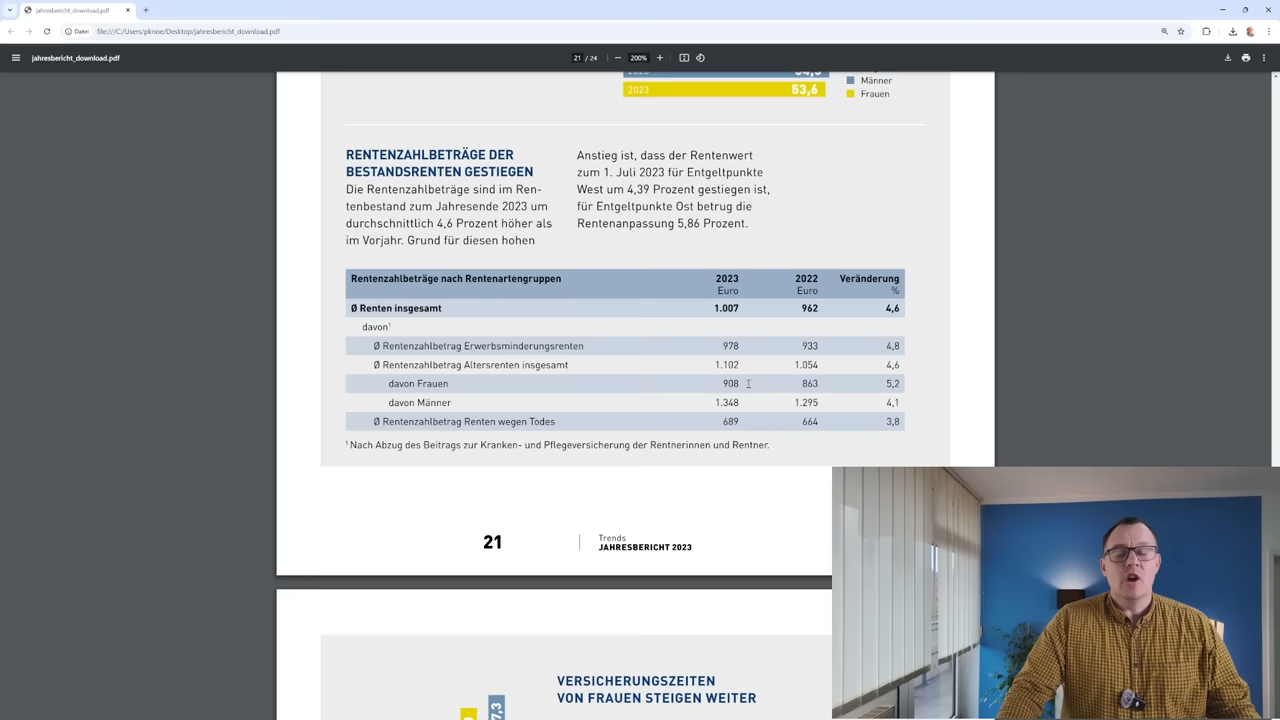 jahresbericht_download.pdf
Datei
file:///C:/Users/pknoe/Desktop/jahresbericht_download.pdf
jahresbericht_download.pdf
21 / 24
200%
2023
2023 53,6
Männer
Frauen
RENTENZAHLBETRÄGE DER
BESTANDSRENTEN GESTIEGEN
Die Rentenzahlbeträge sind im Ren-
tenbestand zum Jahresende 2023 um
durchschnittlich 4,6 Prozent höher als
im Vorjahr. Grund für diesen hohen
Anstieg ist, dass der Rentenwert
zum 1. Juli 2023 für Entgeltpunkte
West um 4,39 Prozent gestiegen ist,
für Entgeltpunkte Ost betrug die
Rentenanpassung 5,86 Prozent.
Rentenzahlbeträge nach Rentenartengruppen 2023 2022 Veränderung
Euro Euro %
Ø Renten insgesamt 1.007 962 4,6
davon¹
Ø Rentenzahlbetrag Erwerbsminderungsrenten 978 933 4,8
Ø Rentenzahlbetrag Altersrenten insgesamt 1.102 1.054 4,6
davon Frauen 908 863 5,2
davon Männer 1.348 1.295 4,1
Ø Rentenzahlbetrag Renten wegen Todes 689 664 3,8
¹ Nach Abzug des Beitrags zur Kranken- und Pflegeversicherung der Rentnerinnen und Rentner.
21
Trends
JAHRESBERICHT 2023
VERSICHERUNGSZEITEN
VON FRAUEN STEIGEN WEITER
7,3